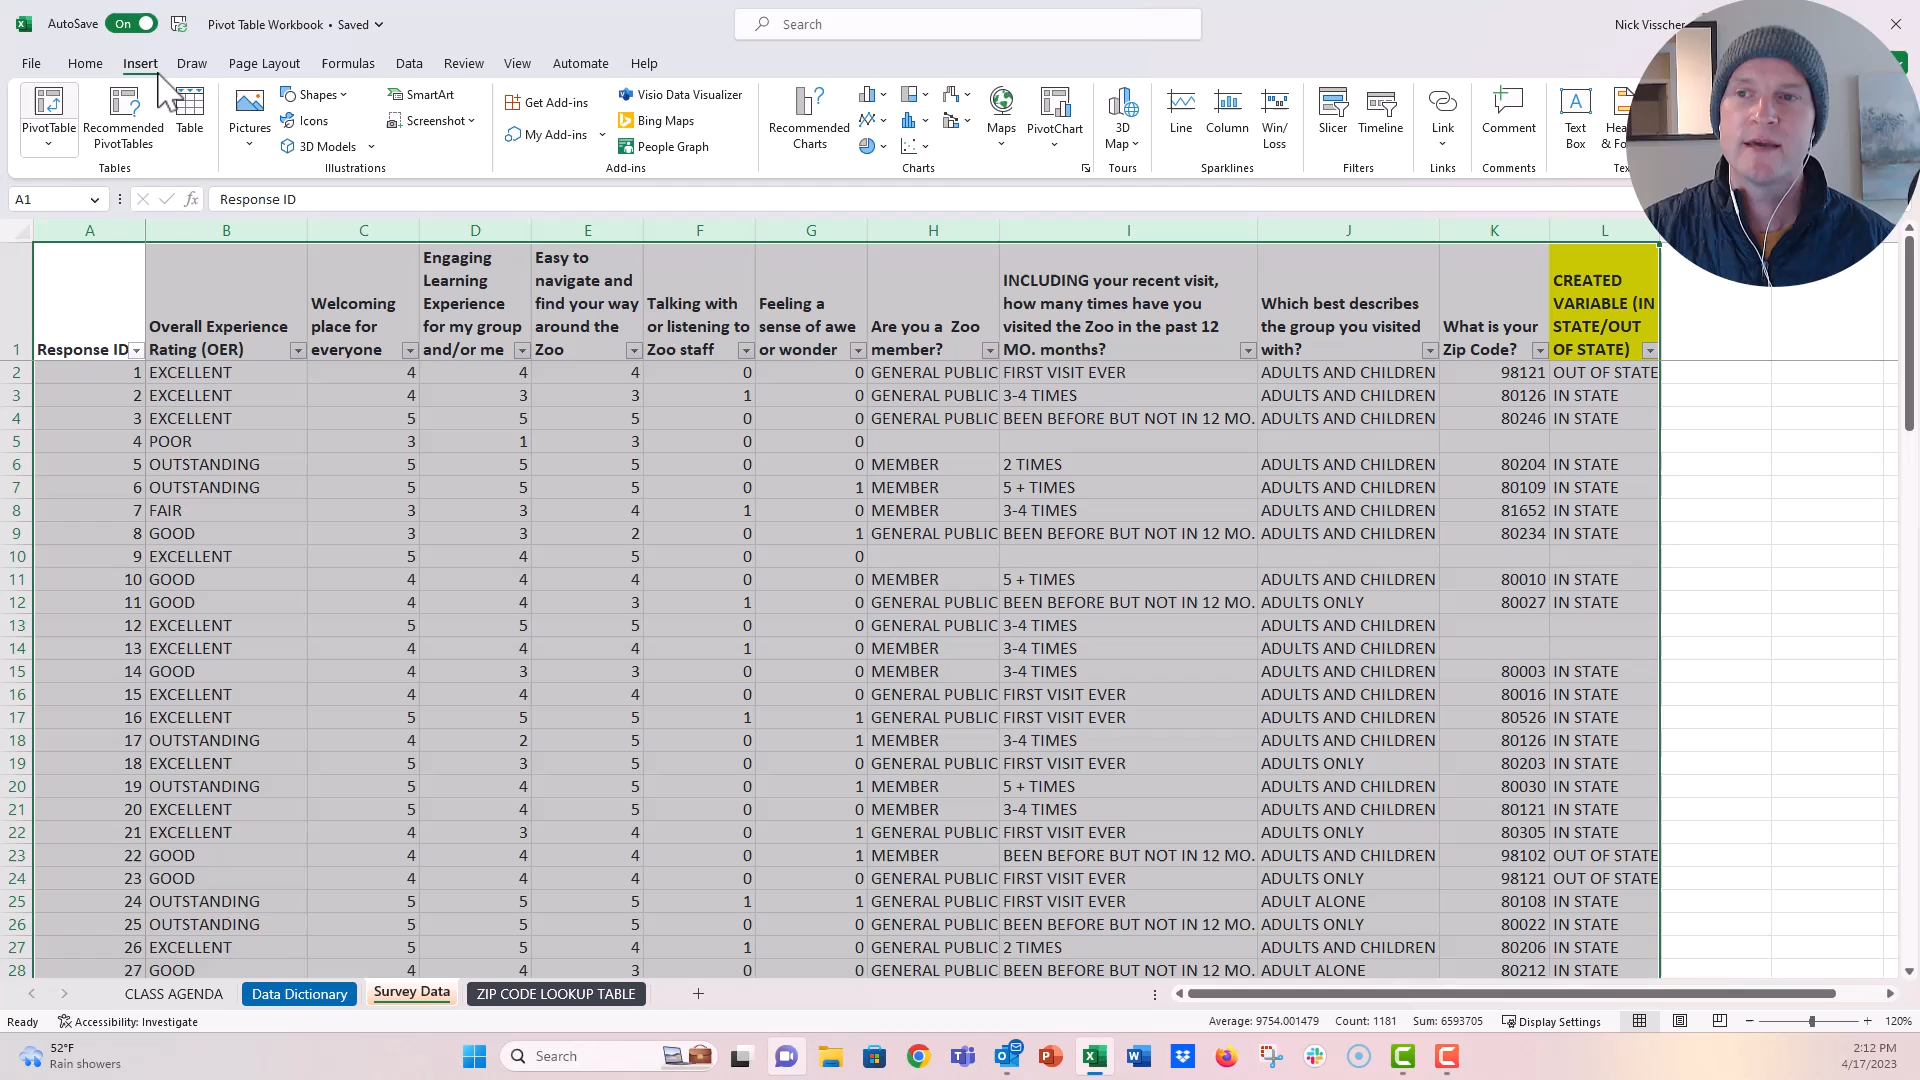 AutoSave On Pivot Table Workbook • Saved Search Nick Visscher
File Home Insert Draw Page Layout Formulas Data Review View Automate Help
PivotTable Recommended PivotTables Table
Tables
Pictures Shapes Icons 3D Models SmartArt Screenshot
Illustrations
Get Add-ins My Add-ins Visio Data Visualizer Bing Maps People Graph
Add-ins
Recommended Charts Maps PivotChart
Charts
3D Map
Tours
Line Column Win/Loss
Sparklines
Slicer Timeline
Filters
Link
Links
Comment
Comments
Text Box
A1 fx Response ID
A B C D E F G H I J K L
1 Response ID Overall Experience Rating (OER) Welcoming place for everyone Engaging Learning Experience for my group and/or me Easy to navigate and find your way around the Zoo Talking with or listening to Zoo staff Feeling a sense of awe or wonder Are you a Zoo member? INCLUDING your recent visit, how many times have you visited the Zoo in the past 12 MO. months? Which best describes the group you visited with? What is your Zip Code? CREATED VARIABLE (IN STATE/OUT OF STATE)
2 1 EXCELLENT 4 4 4 0 0 GENERAL PUBLIC FIRST VISIT EVER ADULTS AND CHILDREN 98121 OUT OF STATE
3 2 EXCELLENT 4 3 3 1 0 GENERAL PUBLIC 3-4 TIMES ADULTS AND CHILDREN 80126 IN STATE
4 3 EXCELLENT 5 5 5 0 0 GENERAL PUBLIC BEEN BEFORE BUT NOT IN 12 MO. ADULTS AND CHILDREN 80246 IN STATE
5 4 POOR 3 1 3 0 0
6 5 OUTSTANDING 5 5 5 0 0 MEMBER 2 TIMES ADULTS AND CHILDREN 80204 IN STATE
7 6 OUTSTANDING 5 5 5 0 1 MEMBER 5 + TIMES ADULTS AND CHILDREN 80109 IN STATE
8 7 FAIR 3 3 4 1 0 MEMBER 3-4 TIMES ADULTS AND CHILDREN 81652 IN STATE
9 8 GOOD 3 3 2 0 1 GENERAL PUBLIC BEEN BEFORE BUT NOT IN 12 MO. ADULTS AND CHILDREN 80234 IN STATE
10 9 EXCELLENT 5 4 5 0 0
11 10 GOOD 4 4 4 0 0 MEMBER 5 + TIMES ADULTS AND CHILDREN 80010 IN STATE
12 11 GOOD 4 4 3 1 0 GENERAL PUBLIC BEEN BEFORE BUT NOT IN 12 MO. ADULTS ONLY 80027 IN STATE
13 12 EXCELLENT 5 5 5 0 0 GENERAL PUBLIC 3-4 TIMES ADULTS AND CHILDREN
14 13 EXCELLENT 4 4 4 1 0 MEMBER 3-4 TIMES ADULTS AND CHILDREN
15 14 GOOD 4 3 3 0 0 MEMBER 3-4 TIMES ADULTS AND CHILDREN 80003 IN STATE
16 15 EXCELLENT 4 4 4 0 0 GENERAL PUBLIC FIRST VISIT EVER ADULTS AND CHILDREN 80016 IN STATE
17 16 EXCELLENT 5 5 5 1 1 GENERAL PUBLIC FIRST VISIT EVER ADULTS AND CHILDREN 80526 IN STATE
18 17 OUTSTANDING 4 2 5 0 1 MEMBER 3-4 TIMES ADULTS AND CHILDREN 80126 IN STATE
19 18 EXCELLENT 5 3 5 0 0 GENERAL PUBLIC FIRST VISIT EVER ADULTS ONLY 80203 IN STATE
20 19 OUTSTANDING 5 4 5 0 1 MEMBER 5 + TIMES ADULTS AND CHILDREN 80030 IN STATE
21 20 EXCELLENT 5 4 4 0 0 MEMBER 3-4 TIMES ADULTS AND CHILDREN 80121 IN STATE
22 21 EXCELLENT 4 3 4 0 1 GENERAL PUBLIC FIRST VISIT EVER ADULTS ONLY 80305 IN STATE
23 22 GOOD 4 4 4 0 1 MEMBER BEEN BEFORE BUT NOT IN 12 MO. ADULTS AND CHILDREN 98102 OUT OF STATE
24 23 GOOD 4 4 4 0 0 GENERAL PUBLIC FIRST VISIT EVER ADULTS ONLY 98121 OUT OF STATE
25 24 OUTSTANDING 5 5 5 1 1 GENERAL PUBLIC FIRST VISIT EVER ADULT ALONE 80108 IN STATE
26 25 OUTSTANDING 5 5 5 0 0 GENERAL PUBLIC BEEN BEFORE BUT NOT IN 12 MO. ADULTS ONLY 80022 IN STATE
27 26 EXCELLENT 5 5 4 1 0 GENERAL PUBLIC 2 TIMES ADULTS AND CHILDREN 80206 IN STATE
28 27 GOOD 4 4 3 0 0 GENERAL PUBLIC BEEN BEFORE BUT NOT IN 12 MO. ADULT ALONE 80212 IN STATE
CLASS AGENDA Data Dictionary Survey Data ZIP CODE LOOKUP TABLE
Ready Accessibility: Investigate Average: 9754.001479 Count: 1181 Sum: 6593705 Display Settings 120%
52°F
Rain showers
Search
2:12 PM
4/17/2023